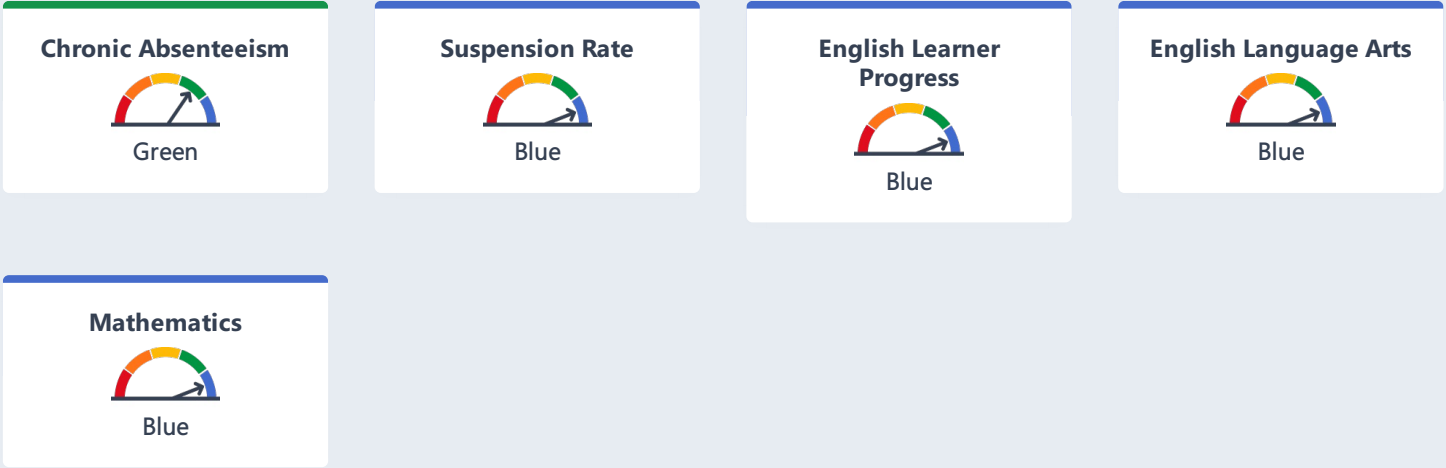 Chronic Absenteeism
Green
Suspension Rate
Blue
English Learner
Progress
Blue
English Language Arts
Blue
Mathematics
Blue